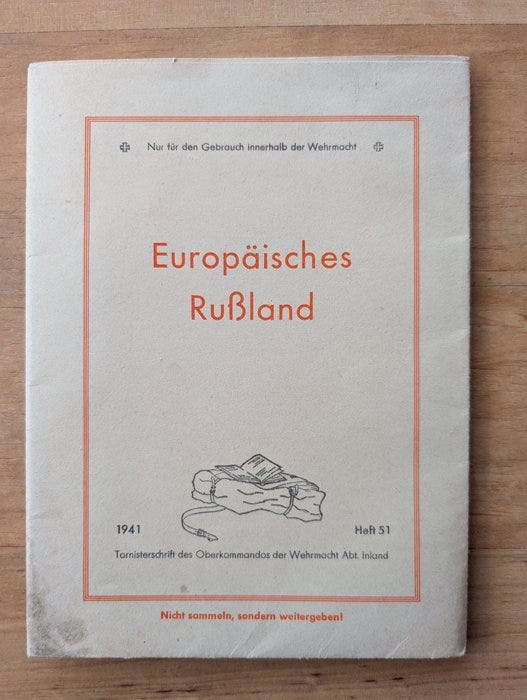 Nur für den Gebrauch innerhalb der Wehrmacht
Europäisches
Rußland
1941 Heft 51
Tornisterschrift des Oberkommandos der Wehrmacht Abt. Inland
Nicht sammeln, sondern weitergeben!